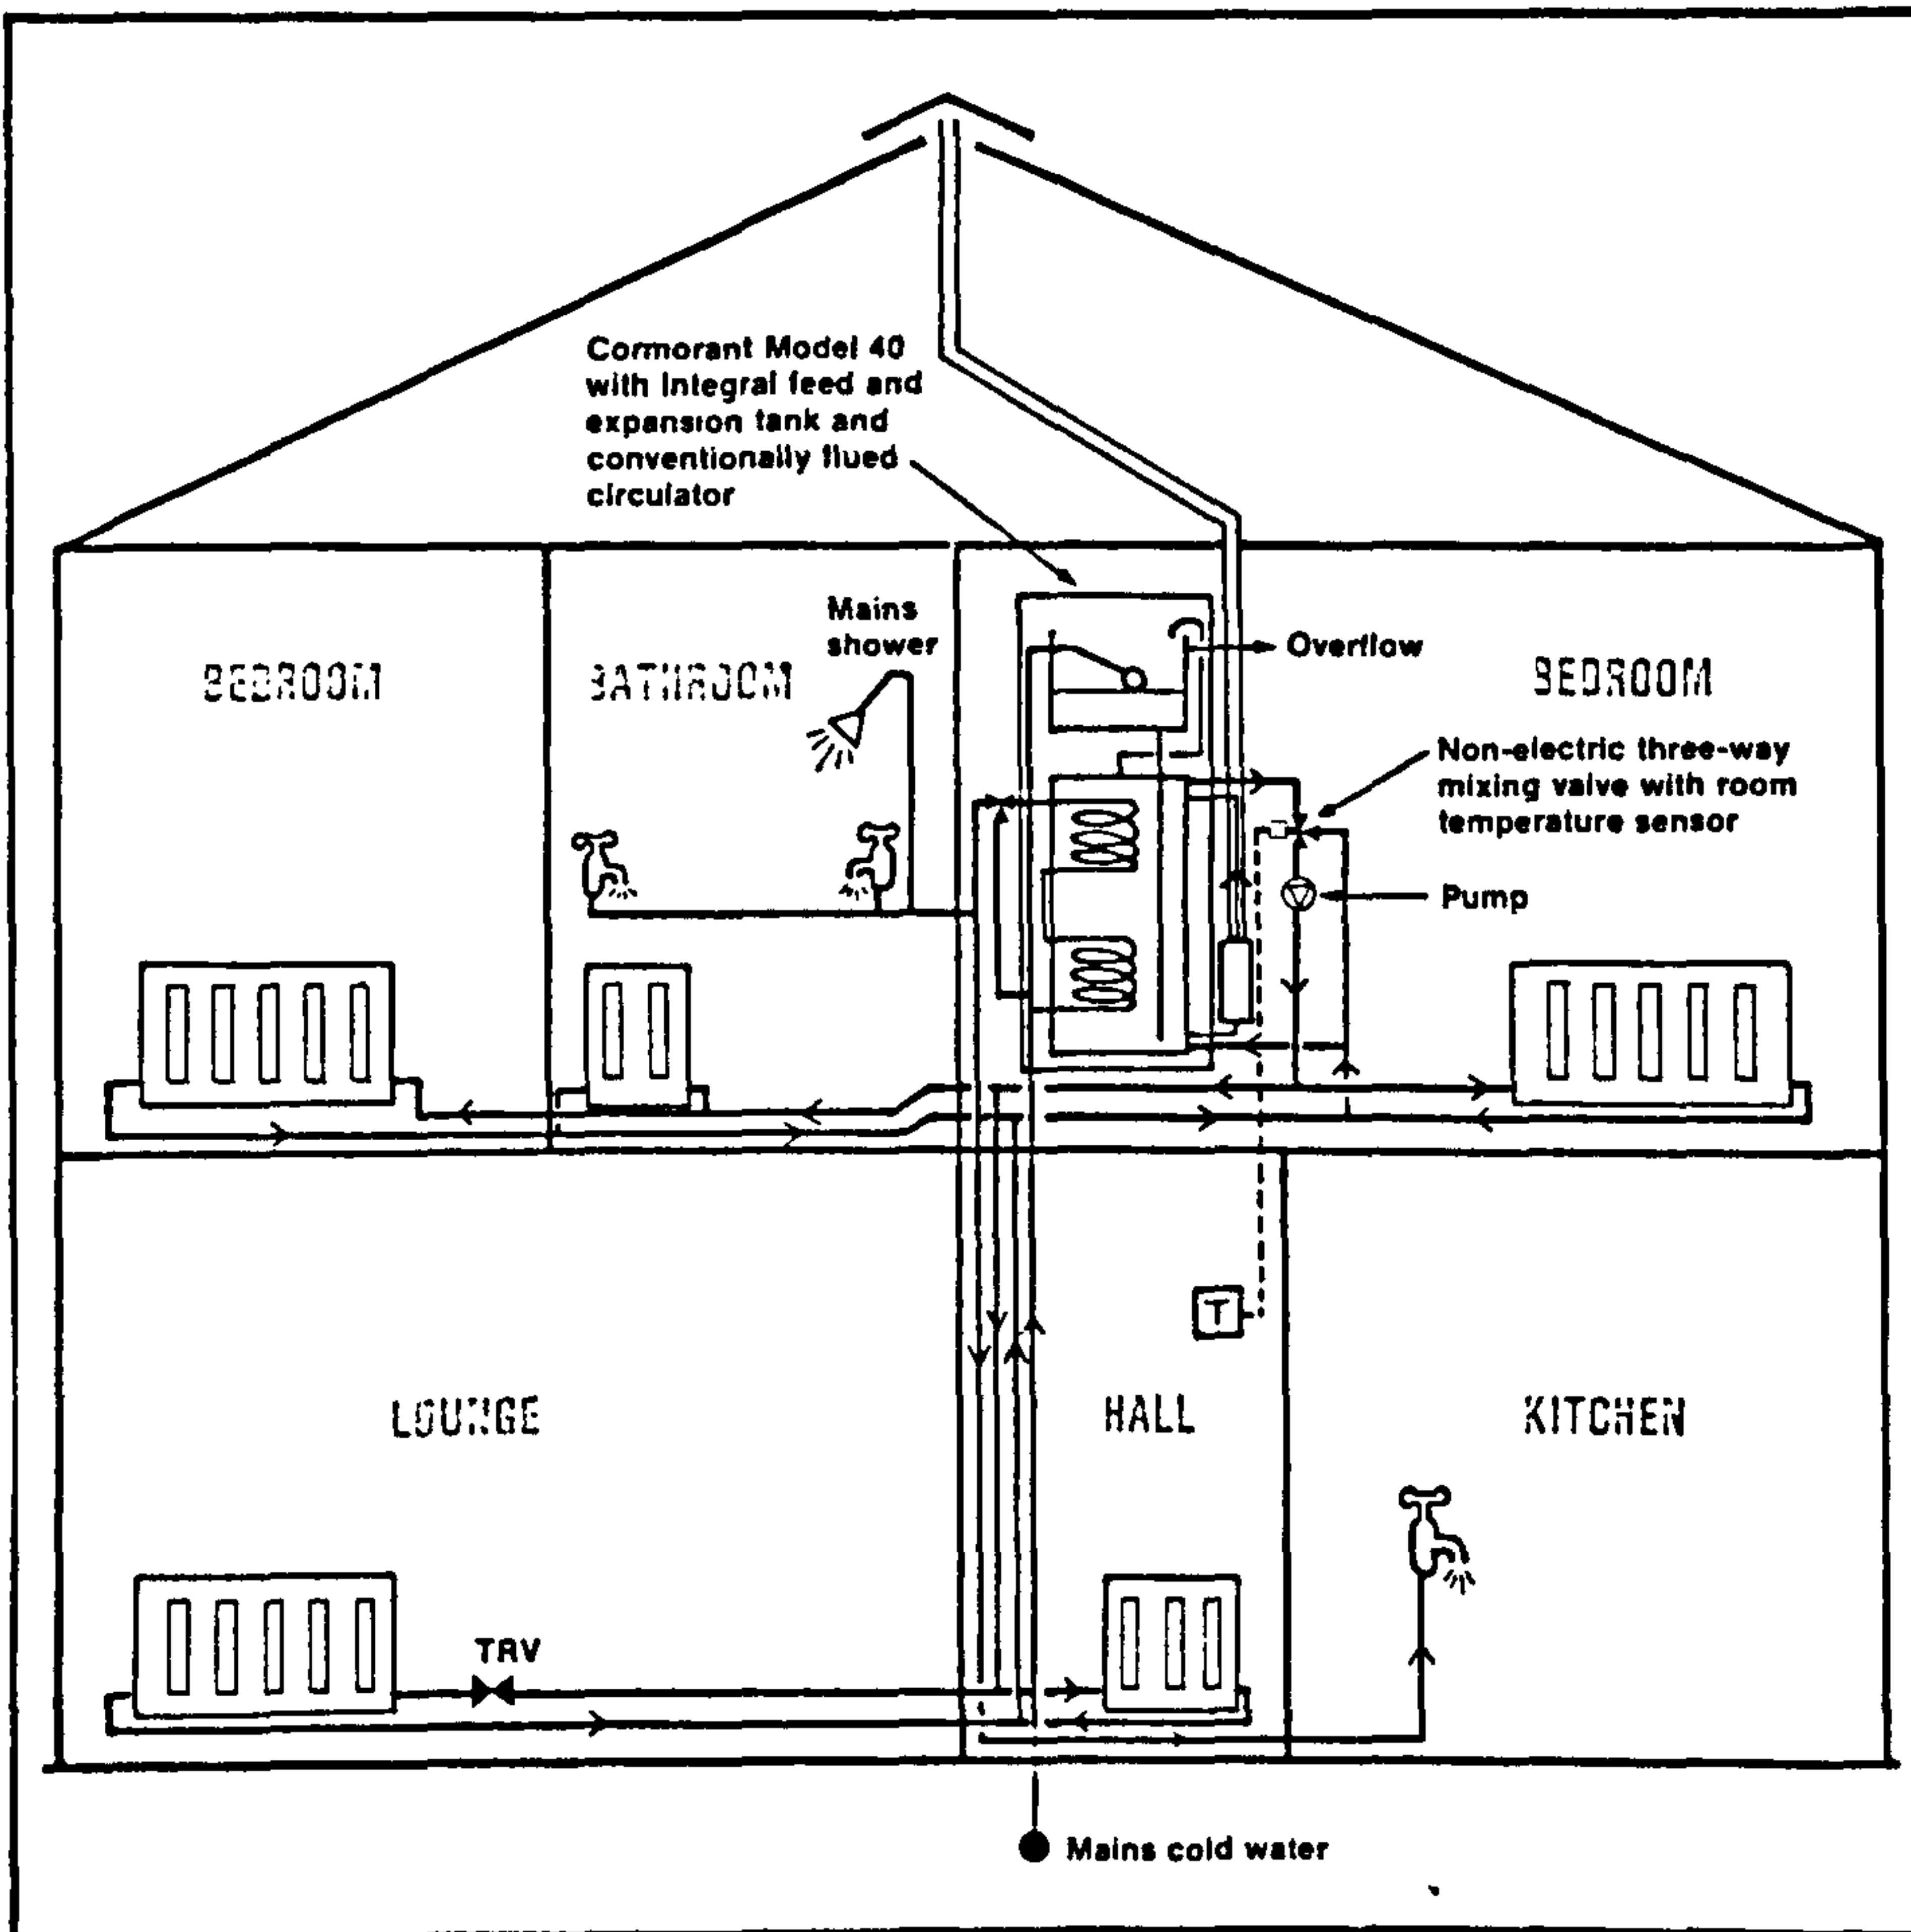 Cormorant Model 40
with integral feed and
expansion tank and
conventionally flued
circulator
Mains
shower
Overflow
BEDROOM
BATHROOM
BEDROOM
Non-electric three-way
mixing valve with room
temperature sensor
Pump
T
LOUNGE
HALL
KITCHEN
TRV
Mains cold water